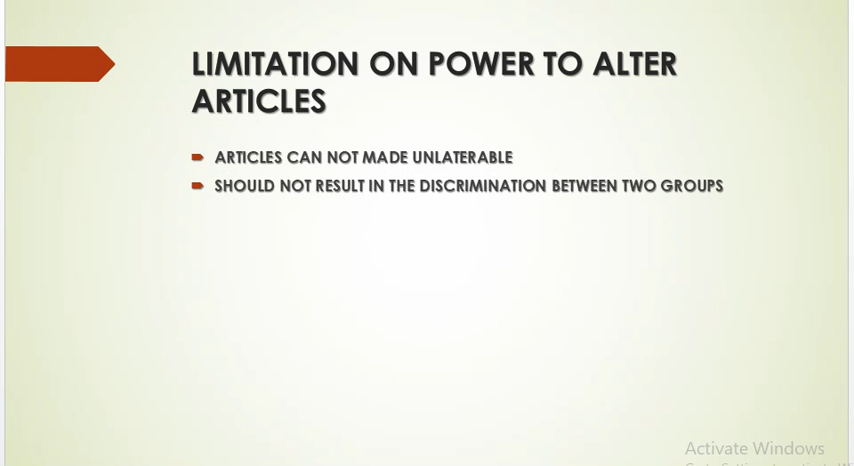 LIMITATION ON POWER TO ALTER
ARTICLES
ARTICLES CAN NOT MADE UNLATERABLE
SHOULD NOT RESULT IN THE DISCRIMINATION BETWEEN TWO GROUPS
Activate Windows